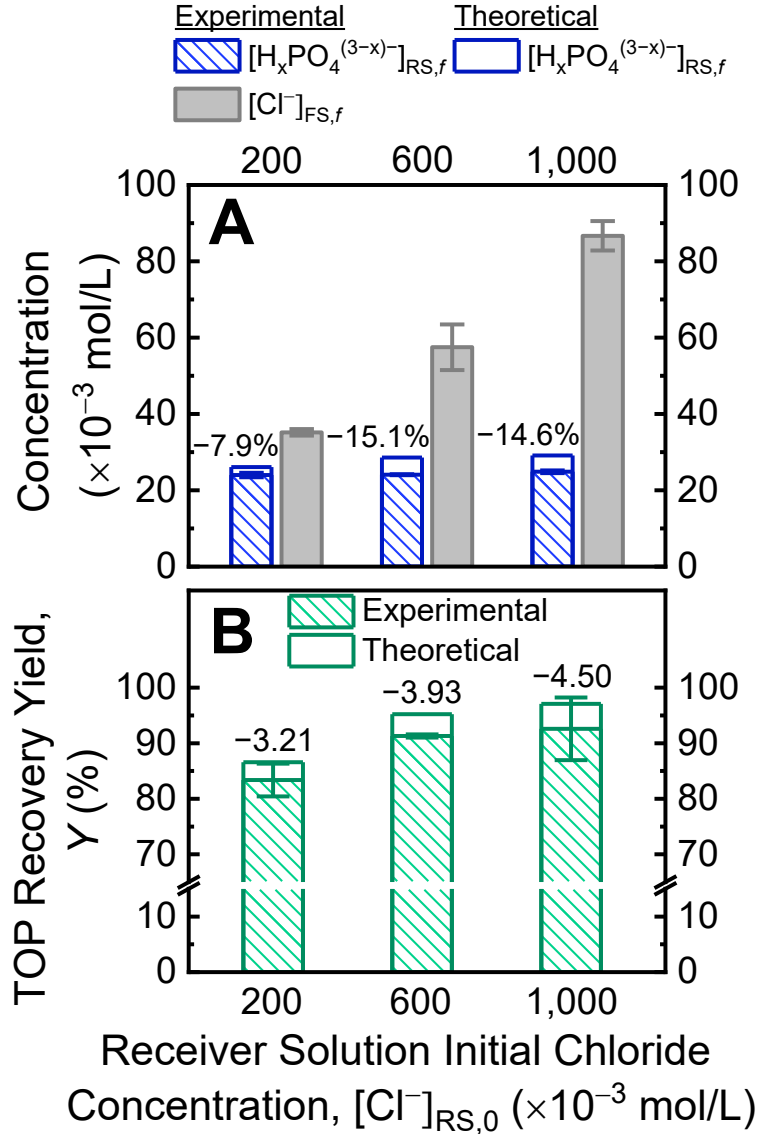 Experimental Theoretical
[HₓPO₄⁽³⁻ˣ⁾⁻]RS,f [HₓPO₄⁽³⁻ˣ⁾⁻]RS,f
[Cl⁻]FS,f
200 600 1,000
100 100
80 80
60 60
40 40
20 20
0 0
A
−7.9% −15.1% −14.6%
Concentration
(×10⁻³ mol/L)
B
Experimental
Theoretical
−3.21 −3.93 −4.50
100 100
90 90
80 80
70 70
10 10
0 0
TOP Recovery Yield,
Y (%)
200 600 1,000
Receiver Solution Initial Chloride
Concentration, [Cl⁻]RS,0 (×10⁻³ mol/L)